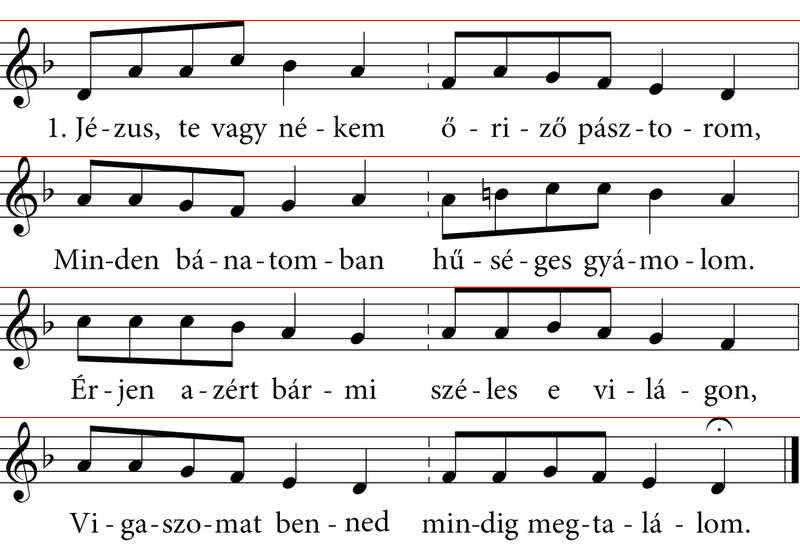 1. Jé-zus, te vagy né - kem ő - ri - ző pász-to - rom,
Min-den bá-na-tom - ban hű - sé-ges gyá-mo-lom.
Ér-jen a-zért bár - mi szé-les e vi - lá - gon,
Vi-ga-szo-mat ben - ned min-dig meg-ta - lá - lom.